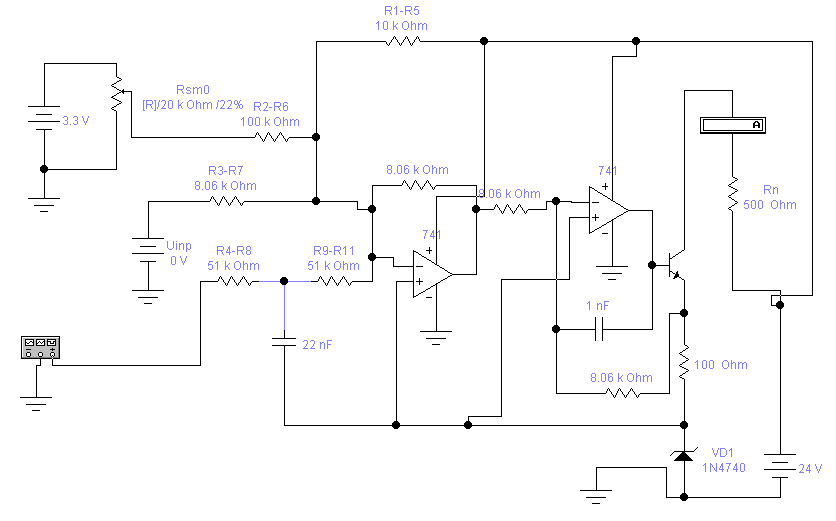 R1-R5
10 k Ohm
Rsm0
[R]/20 k Ohm /22%
R2-R6
100 k Ohm
3.3 V
A
R3-R7
8.06 k Ohm
8.06 k Ohm
741
+
8.06 k Ohm
Rn
500 Ohm
Uinp
0 V
R4-R8
51 k Ohm
R9-R11
51 k Ohm
741
+
−
+
−
−
+
−
1 nF
22 nF
100 Ohm
8.06 k Ohm
VD1
1N4740
24 V